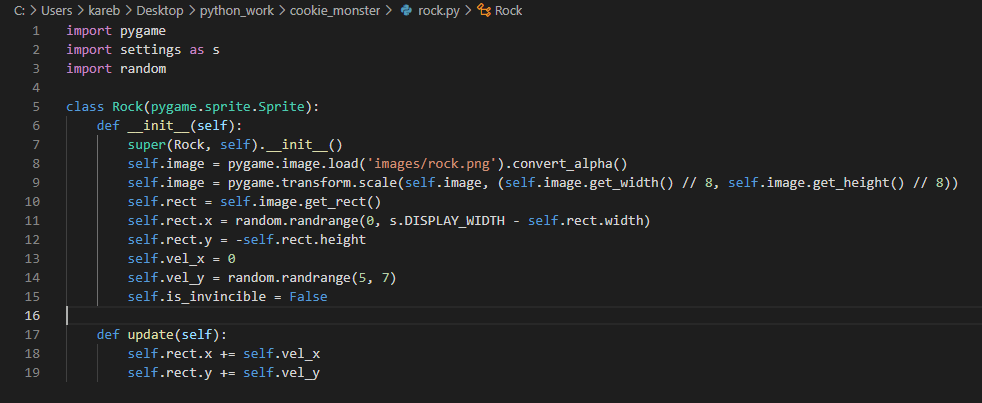 C: > Users > kareb > Desktop > python_work > cookie_monster > rock.py > Rock
1 import pygame
2 import settings as s
3 import random
4
5 class Rock(pygame.sprite.Sprite):
6     def __init__(self):
7         super(Rock, self).__init__()
8         self.image = pygame.image.load('images/rock.png').convert_alpha()
9         self.image = pygame.transform.scale(self.image, (self.image.get_width() // 8, self.image.get_height() // 8))
10         self.rect = self.image.get_rect()
11         self.rect.x = random.randrange(0, s.DISPLAY_WIDTH - self.rect.width)
12         self.rect.y = -self.rect.height
13         self.vel_x = 0
14         self.vel_y = random.randrange(5, 7)
15         self.is_invincible = False
16
17     def update(self):
18         self.rect.x += self.vel_x
19         self.rect.y += self.vel_y